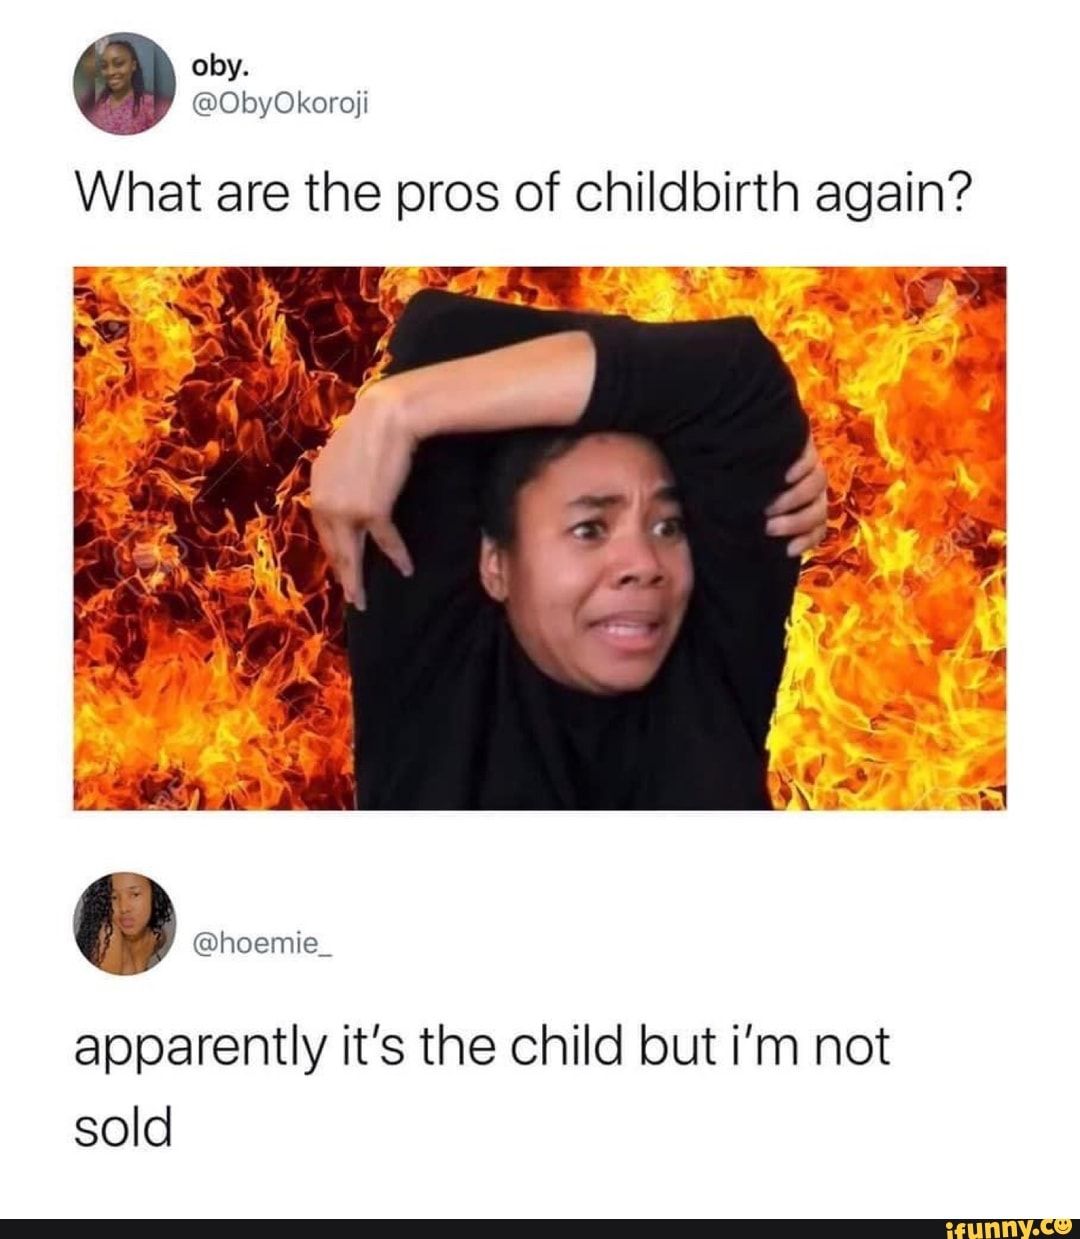 oby.
@ObyOkoroji
What are the pros of childbirth again?
@hoemie_
apparently it's the child but i'm not
sold
ifunny.co